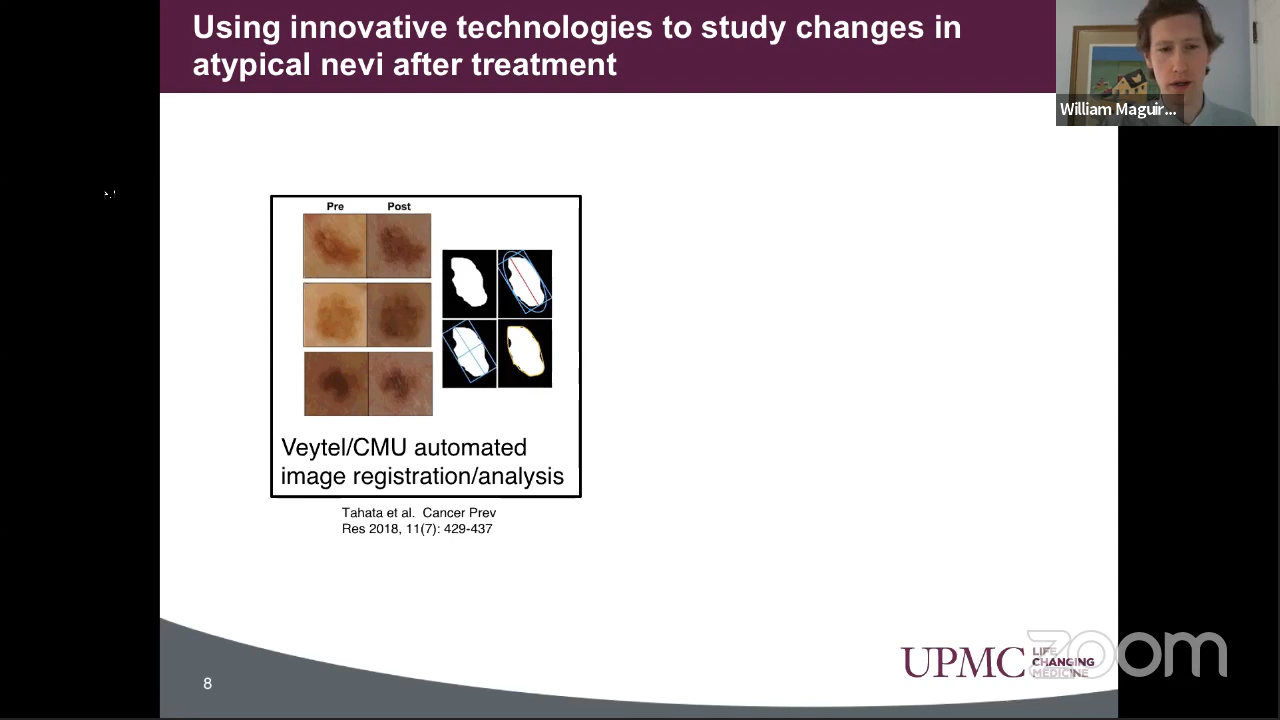 Using innovative technologies to study changes in
atypical nevi after treatment
William Maguir...
Pre Post
Veytel/CMU automated
image registration/analysis
Tahata et al. Cancer Prev
Res 2018, 11(7): 429-437
8
UPMC
LIFE
CHANGING
MEDICINE
zoom